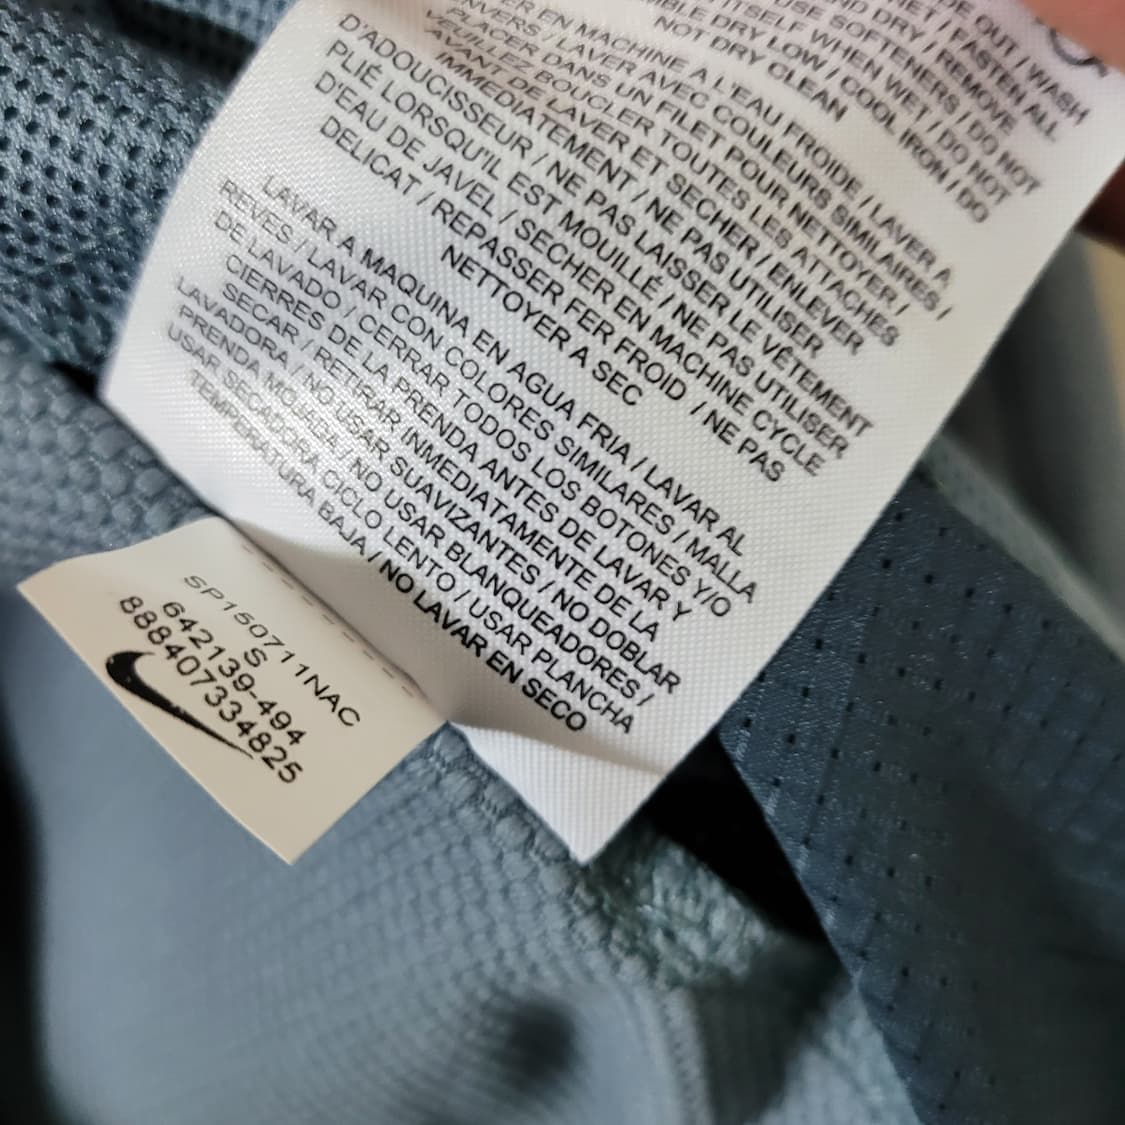 DE OUT / WASH
NET / FASTEN ALL
AND DRY / REMOVE
USE SOFTENERS / DO NOT
ITSELF WHEN WET / DO NOT
BLE DRY LOW / COOL IRON / DO
NOT DRY CLEAN
ER EN MACHINE A L'EAU FROIDE / LAVER A
NVERS / LAVER AVEC COULEURS SIMILAIRES /
PLACER DANS UN FILET POUR NETTOYER /
VEUILLEZ BOUCLER TOUTES LES ATTACHES
AVANT DE LAVER ET SECHER / ENLEVER
IMMEDIATEMENT / NE PAS UTILISER
D'ADOUCISSEUR / NE PAS LAISSER LE VÊTEMENT
PLIÉ LORSQU'IL EST MOUILLÉ / NE PAS UTILISER
D'EAU DE JAVEL / SECHER EN MACHINE CYCLE
DELICAT / REPASSER FER FROID / NE PAS
NETTOYER A SEC
LAVAR A MAQUINA EN AGUA FRIA / LAVAR AL
REVES / LAVAR CON COLORES SIMILARES / MALLA
DE LAVADO / CERRAR TODOS LOS BOTONES Y/O
CIERRES DE LA PRENDA ANTES DE LAVAR Y
SECAR / RETIRAR INMEDIATAMENTE DE LA
LAVADORA / NO USAR SUAVIZANTES / NO DOBLAR
PRENDA MOJADA / NO USAR BLANQUEADORES /
USAR SECADORA CICLO LENTO / USAR PLANCHA
TEMPERATURA BAJA / NO LAVAR EN SECO
SP150711NAC
S
642139-494
888407334825